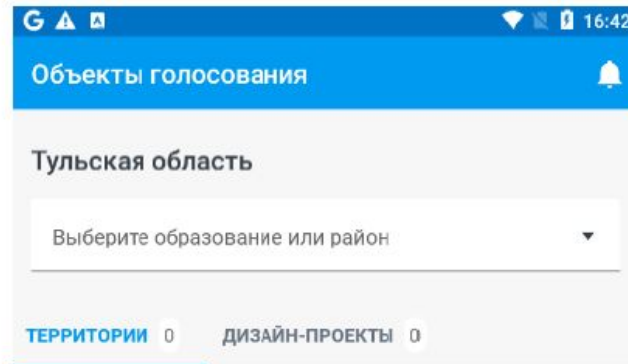 16:42
Объекты голосования
Тульская область
Выберите образование или район
ТЕРРИТОРИИ 0 ДИЗАЙН-ПРОЕКТЫ 0